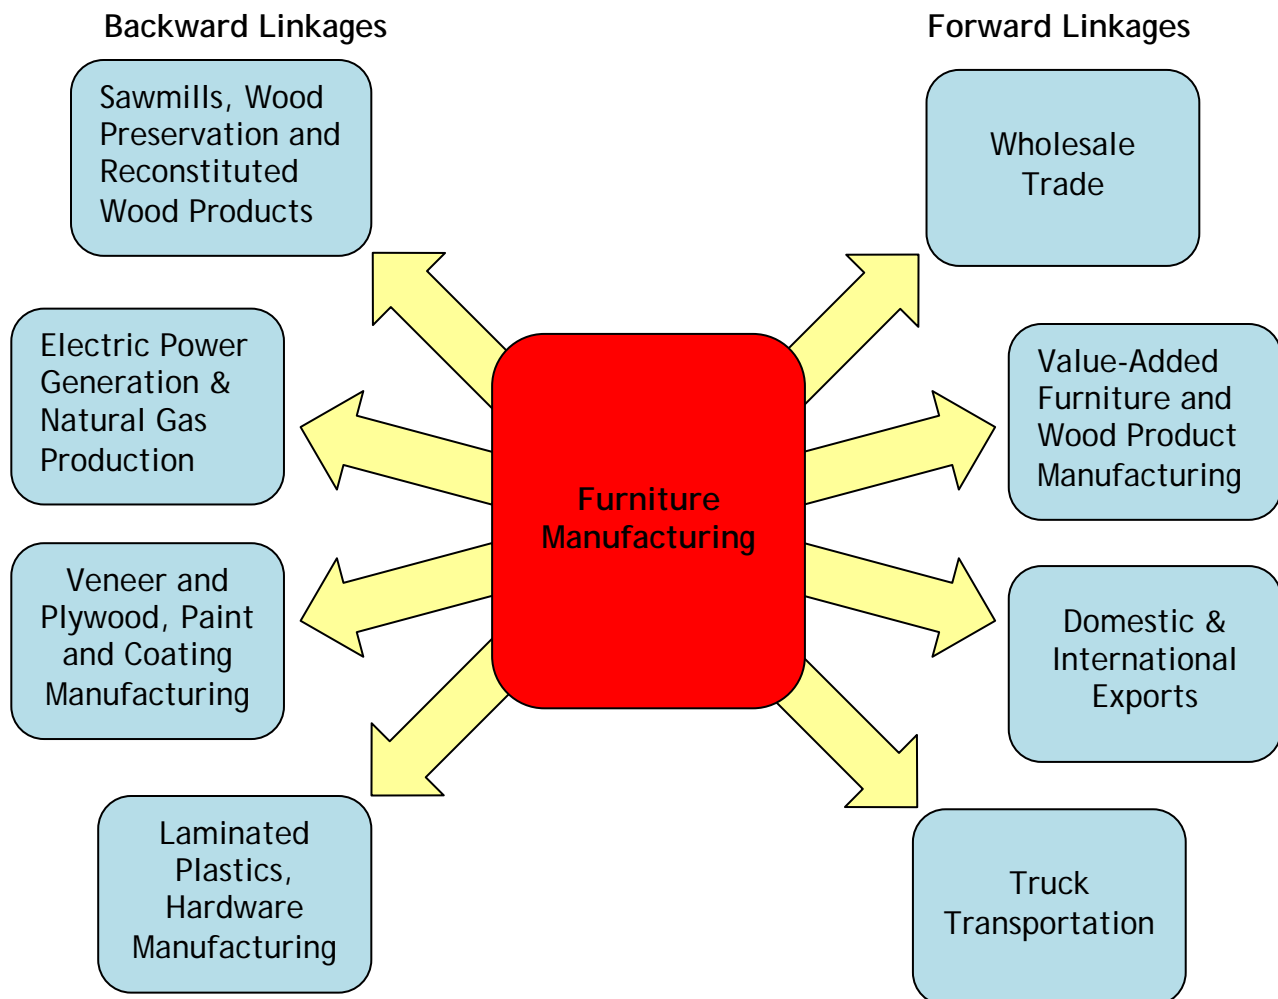 Backward Linkages
Forward Linkages
Sawmills, Wood
Preservation and
Reconstituted
Wood Products
Wholesale
Trade
Electric Power
Generation &
Natural Gas
Production
Value-Added
Furniture and
Wood Product
Manufacturing
Furniture
Manufacturing
Veneer and
Plywood, Paint
and Coating
Manufacturing
Domestic &
International
Exports
Laminated
Plastics,
Hardware
Manufacturing
Truck
Transportation